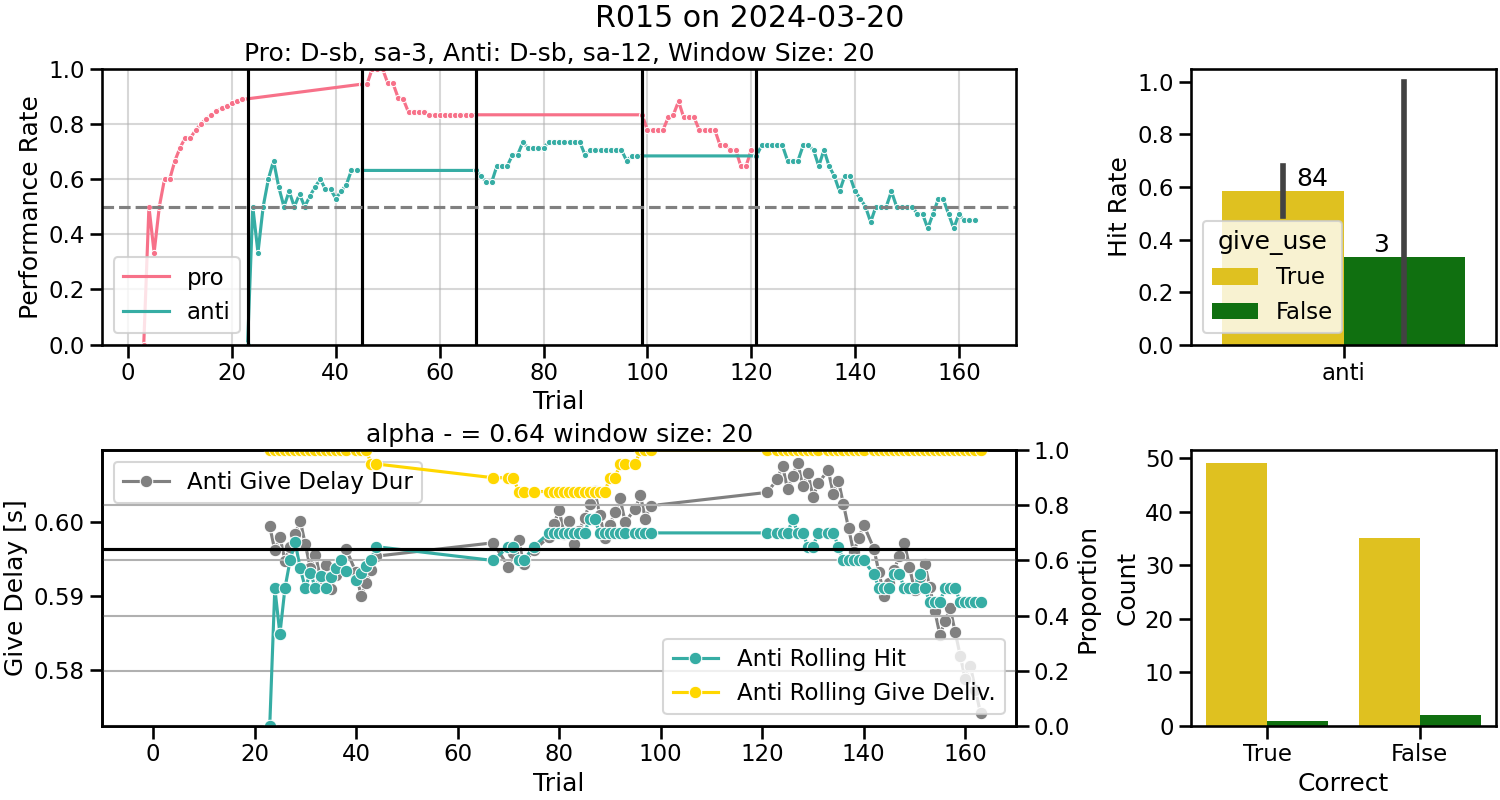 R015 on 2024-03-20
Pro: D-sb, sa-3, Anti: D-sb, sa-12, Window Size: 20
Performance Rate
1.0
0.8
0.6
0.4
0.2
0.0
pro
anti
0 20 40 60 80 100 120 140 160
Trial
Hit Rate
1.0
0.8
0.6
0.4
0.2
0.0
84
3
give_use
True
False
anti
alpha - = 0.64 window size: 20
Give Delay [s]
0.60
0.59
0.58
Anti Give Delay Dur
Anti Rolling Hit
Anti Rolling Give Deliv.
1.0
0.8
0.6
0.4
0.2
0.0
Proportion
0 20 40 60 80 100 120 140 160
Trial
Count
50
40
30
20
10
0
True False
Correct